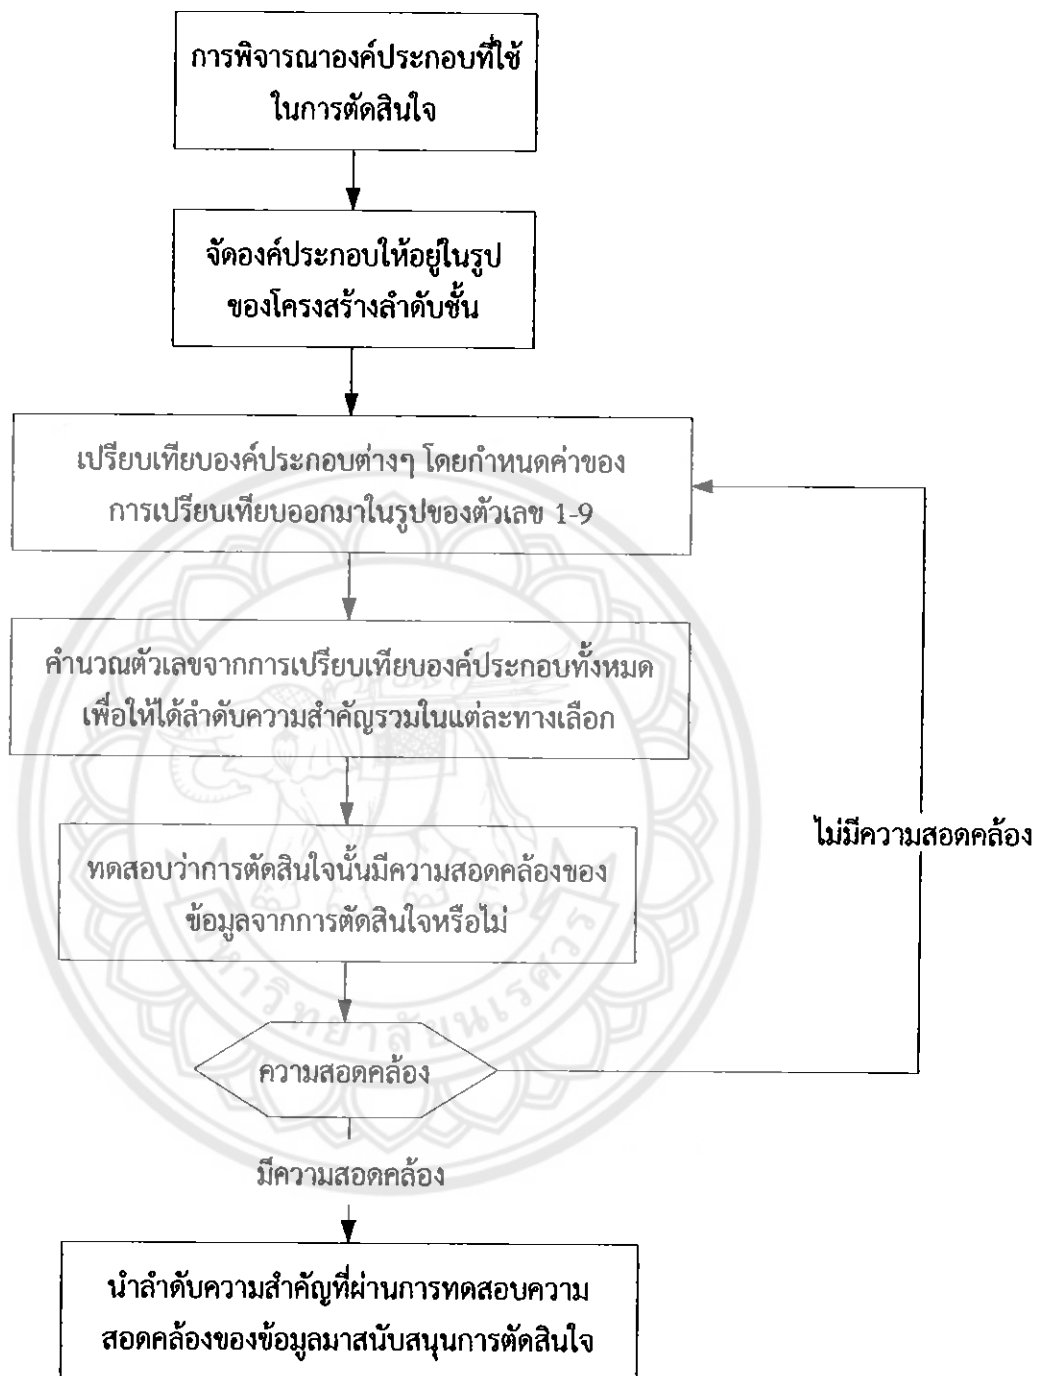 การพิจารณาองค์ประกอบที่ใช้
ในการตัดสินใจ
จัดองค์ประกอบให้อยู่ในรูป
ของโครงสร้างลำดับชั้น
เปรียบเทียบองค์ประกอบต่างๆ โดยกำหนดค่าของ
การเปรียบเทียบออกมาในรูปของตัวเลข 1-9
คำนวณตัวเลขจากการเปรียบเทียบองค์ประกอบทั้งหมด
เพื่อให้ได้ลำดับความสำคัญรวมในแต่ละทางเลือก
ไม่มีความสอดคล้อง
ทดสอบว่าการตัดสินใจนั้นมีความสอดคล้องของ
ข้อมูลจากการตัดสินใจหรือไม่
มหาวิทยาลัยนเรศวร
ความสอดคล้อง
มีความสอดคล้อง
นำลำดับความสำคัญที่ผ่านการทดสอบความ
สอดคล้องของข้อมูลมาสนับสนุนการตัดสินใจ